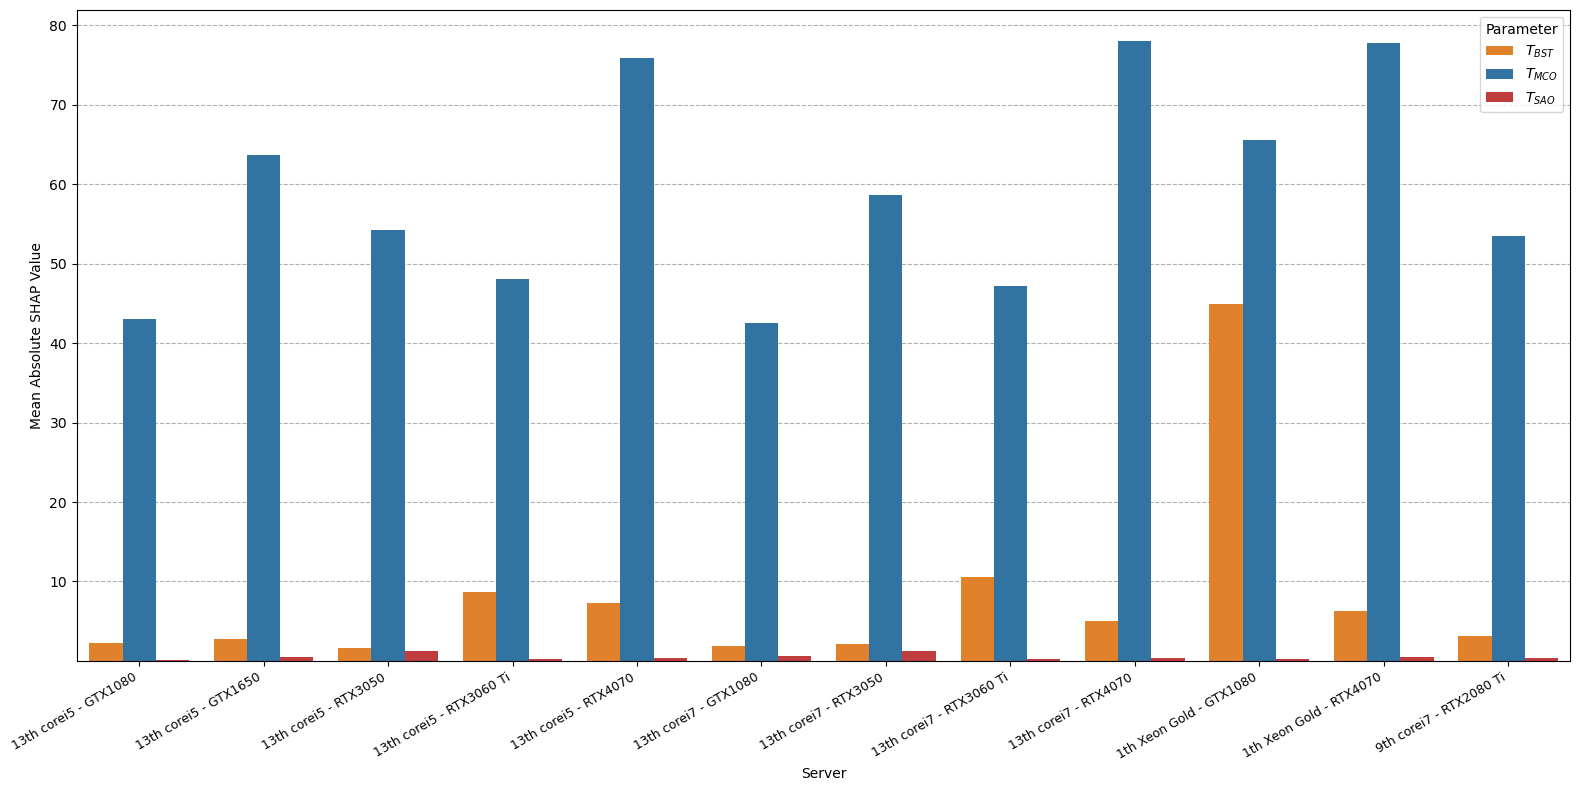 Parameter
T_BST
T_MCO
T_SAO
Mean Absolute SHAP Value
80
70
60
50
40
30
20
10
13th corei5 - GTX1080
13th corei5 - GTX1650
13th corei5 - RTX3050
13th corei5 - RTX3060 Ti
13th corei5 - RTX4070
13th corei7 - GTX1080
13th corei7 - RTX3050
13th corei7 - RTX3060 Ti
13th corei7 - RTX4070
1th Xeon Gold - GTX1080
1th Xeon Gold - RTX4070
9th corei7 - RTX2080 Ti
Server